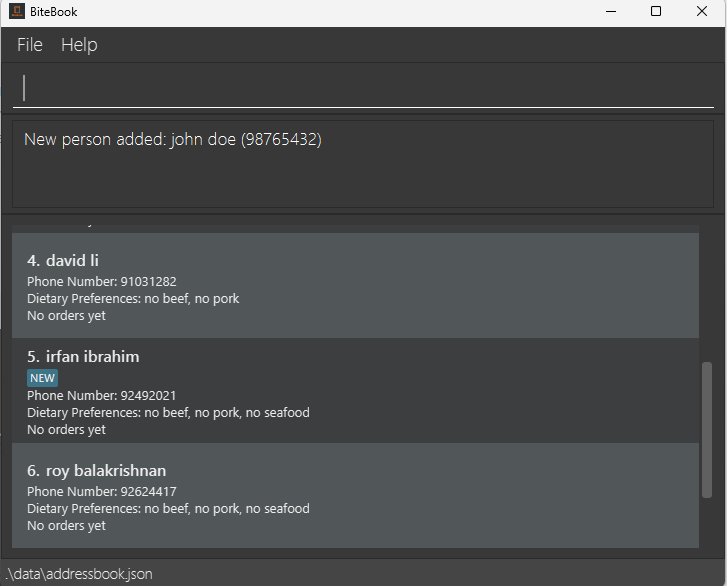 BiteBook
File Help
New person added: john doe (98765432)
4. david li
Phone Number: 91031282
Dietary Preferences: no beef, no pork
No orders yet
5. irfan ibrahim
NEW
Phone Number: 92492021
Dietary Preferences: no beef, no pork, no seafood
No orders yet
6. roy balakrishnan
Phone Number: 92624417
Dietary Preferences: no beef, no pork, no seafood
No orders yet
.\data\addressbook.json